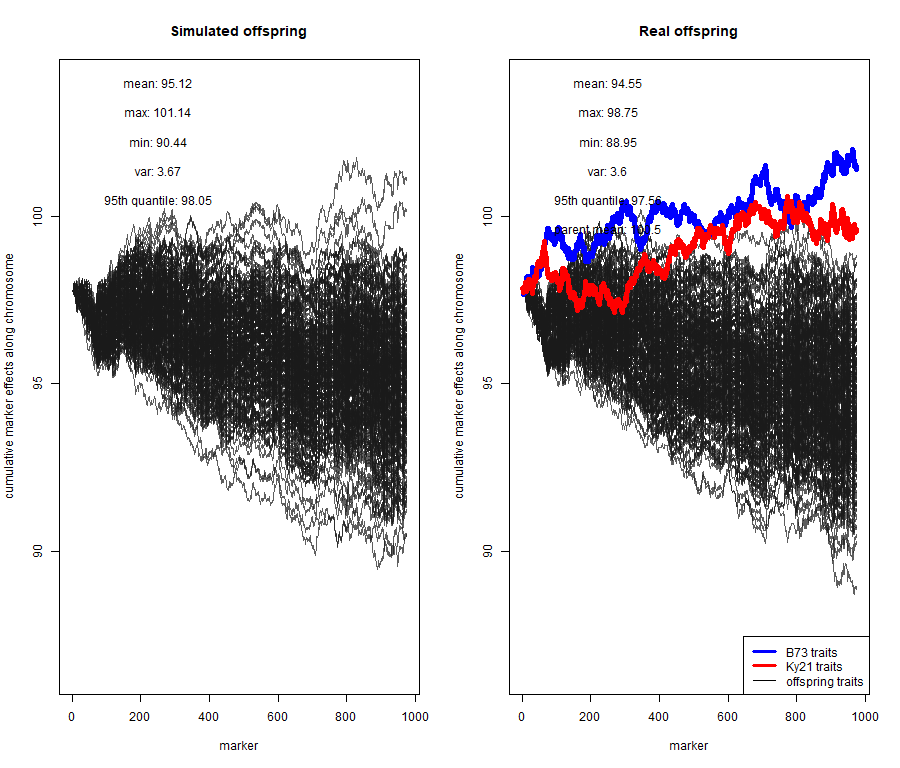 Simulated offspring
mean: 95.12
max: 101.14
min: 90.44
var: 3.67
95th quantile: 98.05
cumulative marker effects along chromosome
100
95
90
0 200 400 600 800 1000
marker
Real offspring
mean: 94.55
max: 98.75
min: 88.95
var: 3.6
95th quantile: 97.56
parent mean:
cumulative marker effects along chromosome
100
95
90
B73 traits
Ky21 traits
offspring traits
0 200 400 600 800 1000
marker